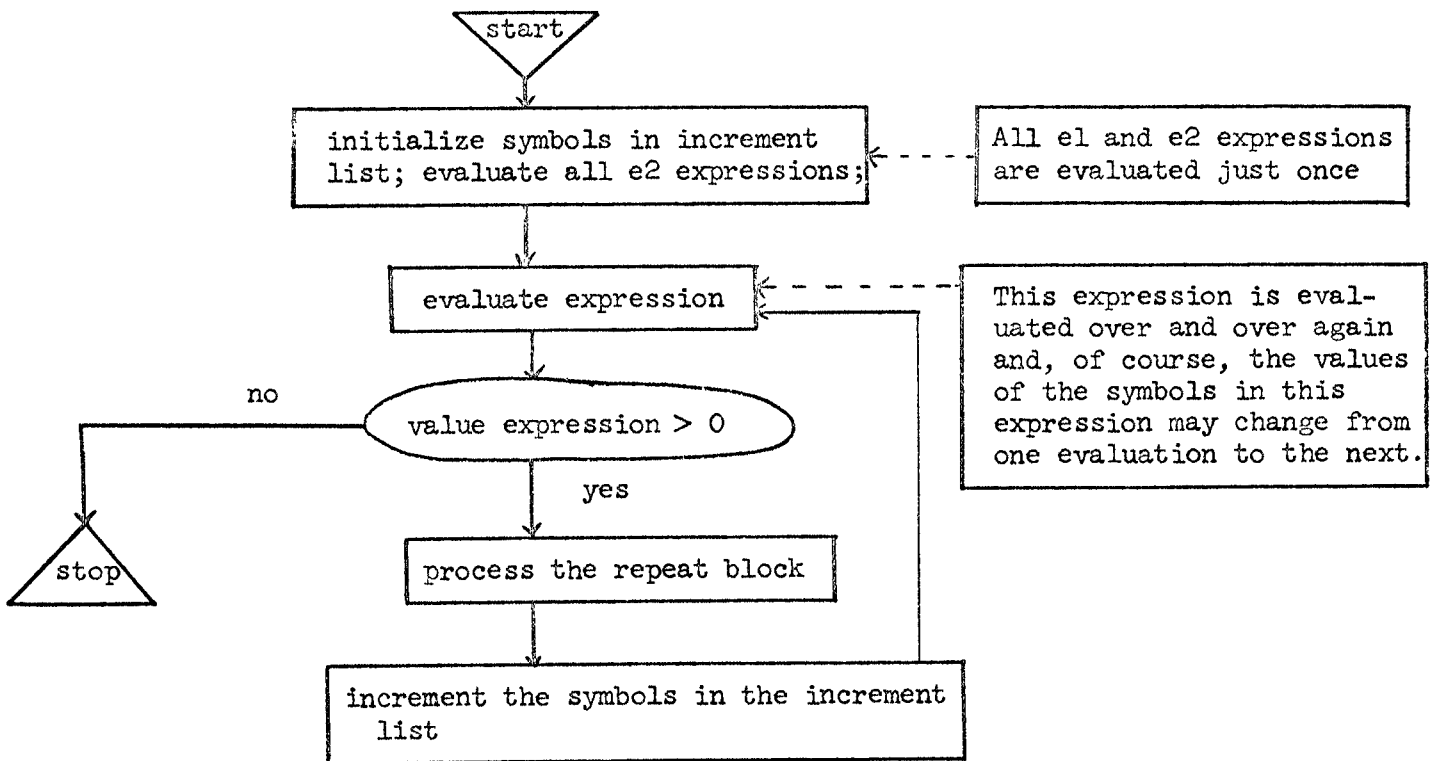 start
initialize symbols in increment
list; evaluate all e2 expressions;
All e1 and e2 expressions
are evaluated just once
evaluate expression
This expression is eval-
uated over and over again
and, of course, the values
of the symbols in this
expression may change from
one evaluation to the next.
no
value expression > 0
yes
stop
process the repeat block
increment the symbols in the increment
list